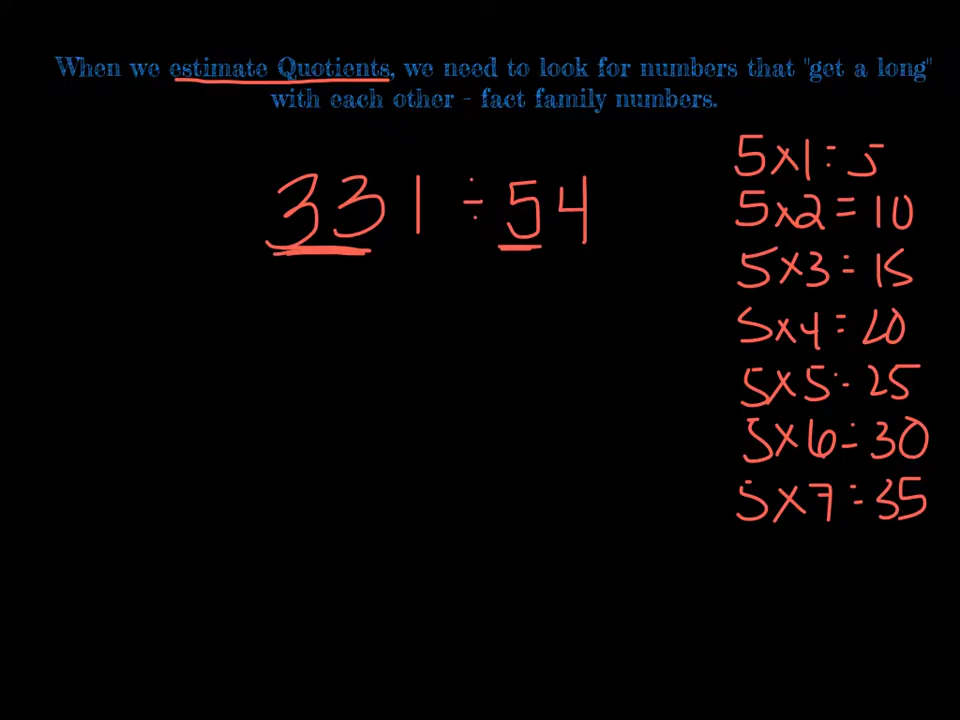 When we estimate Quotients, we need to look for numbers that "get a long"
with each other - fact family numbers.
331 ÷ 54
5x1=5
5x2=10
5x3=15
5x4=20
5x5=25
5x6=30
5x7=35